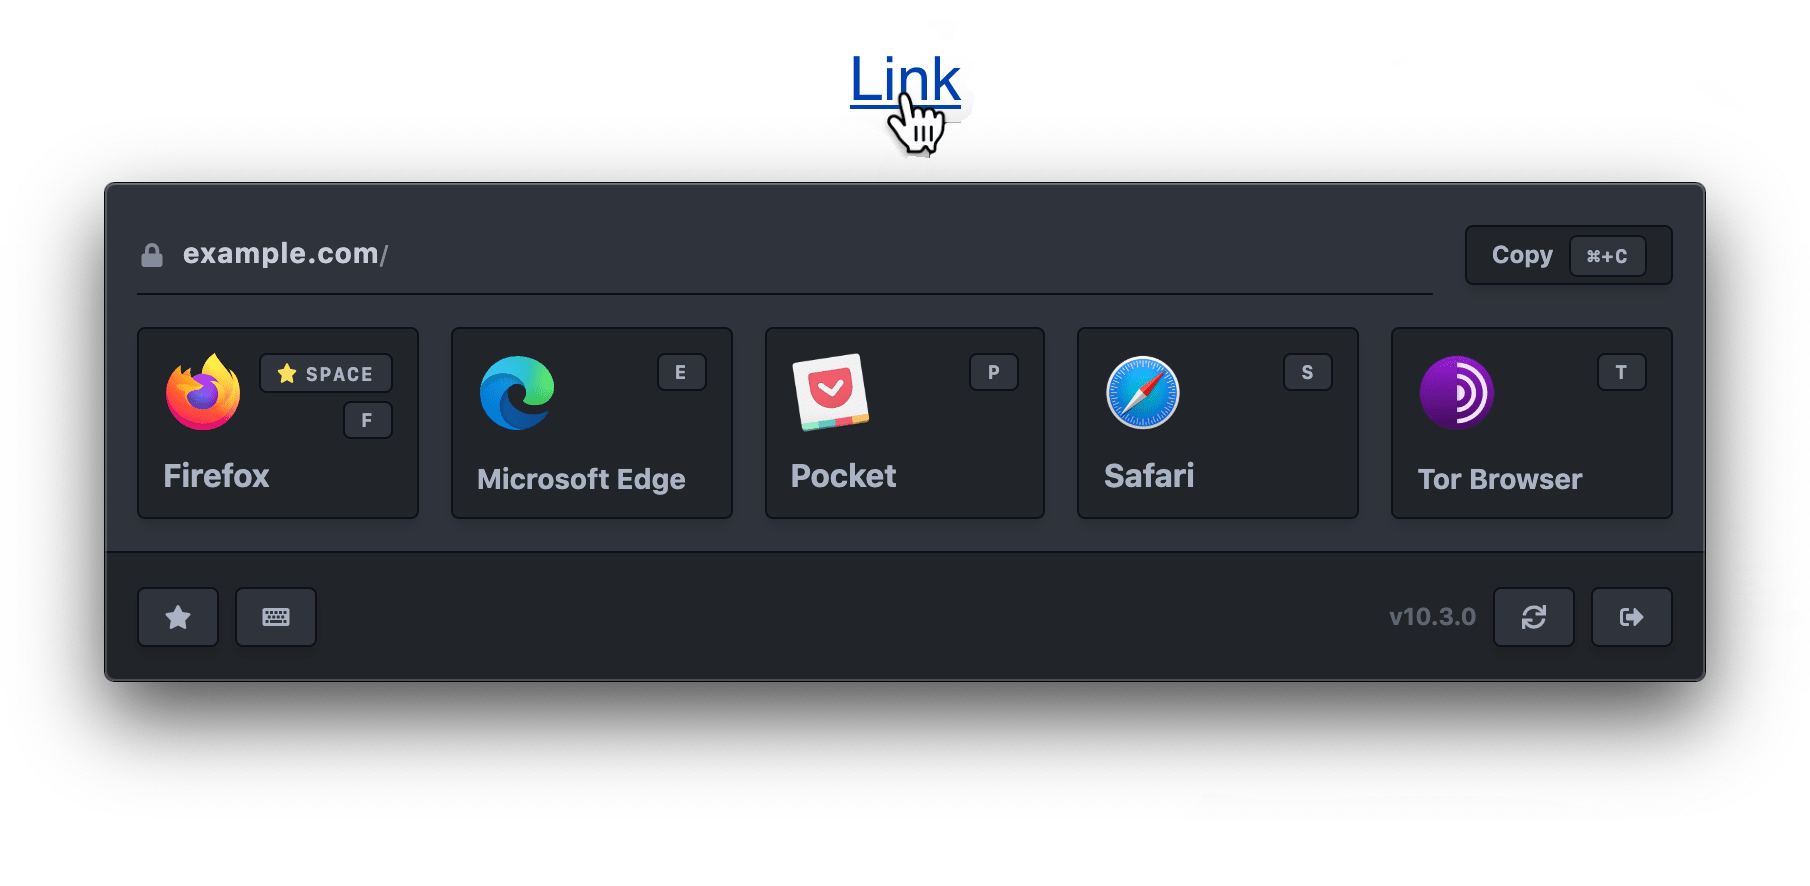 Link
example.com/
Copy ⌘+C
SPACE
F
Firefox
E
Microsoft Edge
P
Pocket
S
Safari
T
Tor Browser
v10.3.0